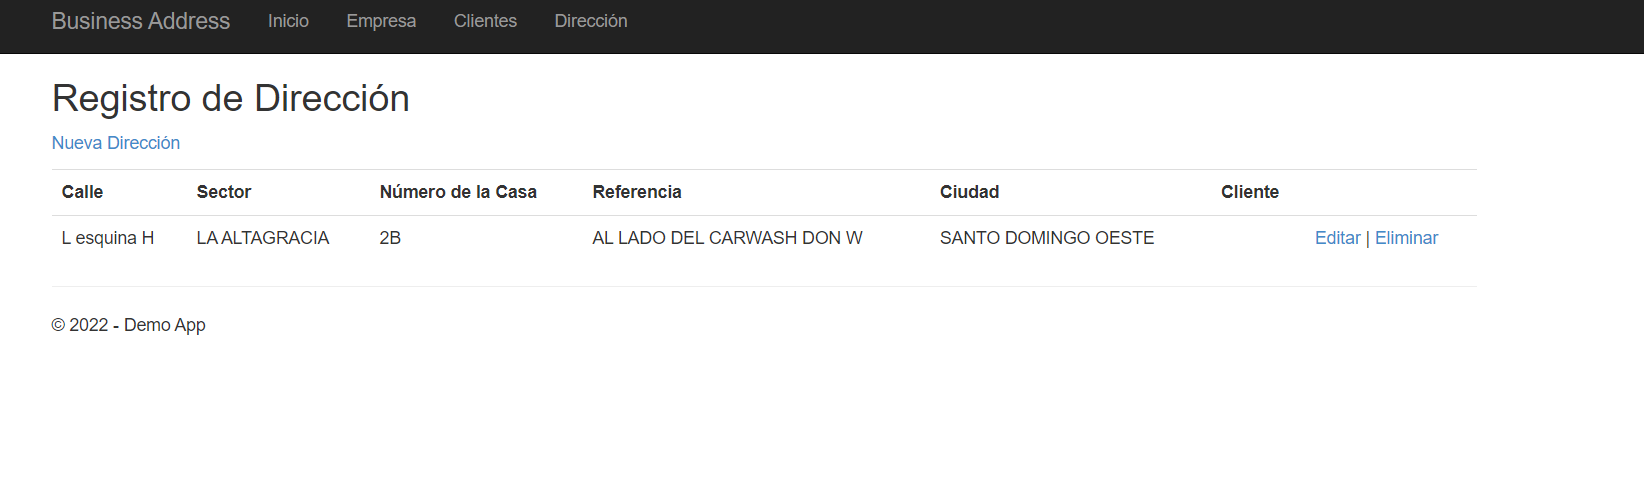 Business Address Inicio Empresa Clientes Dirección
Registro de Dirección
Nueva Dirección
Calle Sector Número de la Casa Referencia Ciudad Cliente
L esquina H LA ALTAGRACIA 2B AL LADO DEL CARWASH DON W SANTO DOMINGO OESTE Editar | Eliminar
© 2022 - Demo App